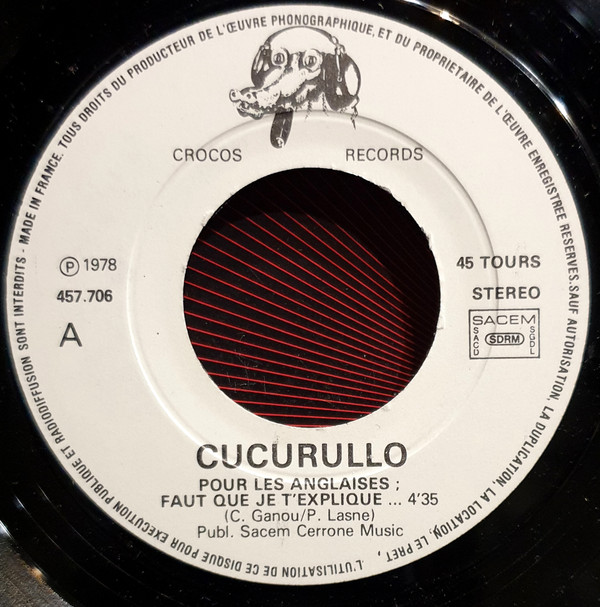 MADE IN FRANCE. TOUS DROITS DU PRODUCTEUR DE L'ŒUVRE PHONOGRAPHIQUE, ET DU PROPRIETAIRE DE L'ŒUVRE ENREGISTREE RESERVES. SAUF AUTORISATION, LA DUPLICATION, LA LOCATION, LE PRET, L'UTILISATION DE CE DISQUE POUR EXECUTION PUBLIQUE ET RADIODIFFUSION SONT INTERDITS -
CROCOS RECORDS
℗ 1978
457.706
A
45 TOURS
STEREO
SACEM
SACD SDRM SGDL
CUCURULLO
POUR LES ANGLAISES ;
FAUT QUE JE T'EXPLIQUE ... 4'35
(C. Ganou/P. Lasne)
Publ. Sacem Cerrone Music